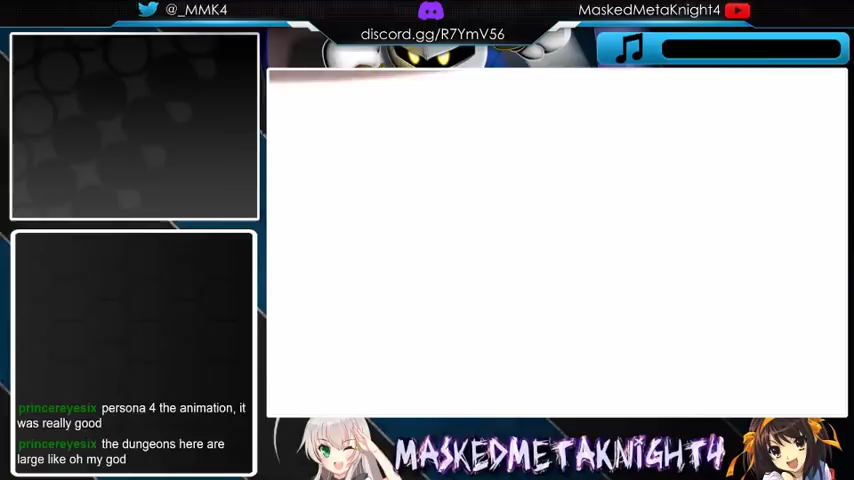 @_MMK4
MaskedMetaKnight4
discord.gg/R7YmV56
princereyesix persona 4 the animation, it
was really good
princereyesix the dungeons here are
large like oh my god
MASKEDMETAKNIGHT4